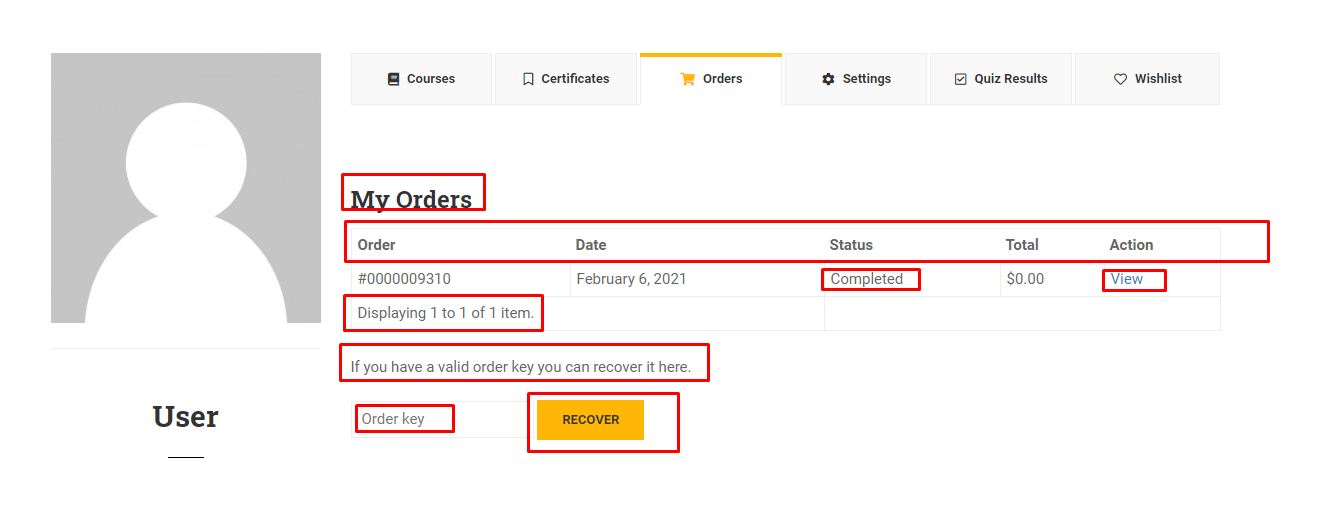 Courses Certificates Orders Settings Quiz Results Wishlist
My Orders
Order Date Status Total Action
#0000009310 February 6, 2021 Completed $0.00 View
Displaying 1 to 1 of 1 item.
If you have a valid order key you can recover it here.
Order key RECOVER
User